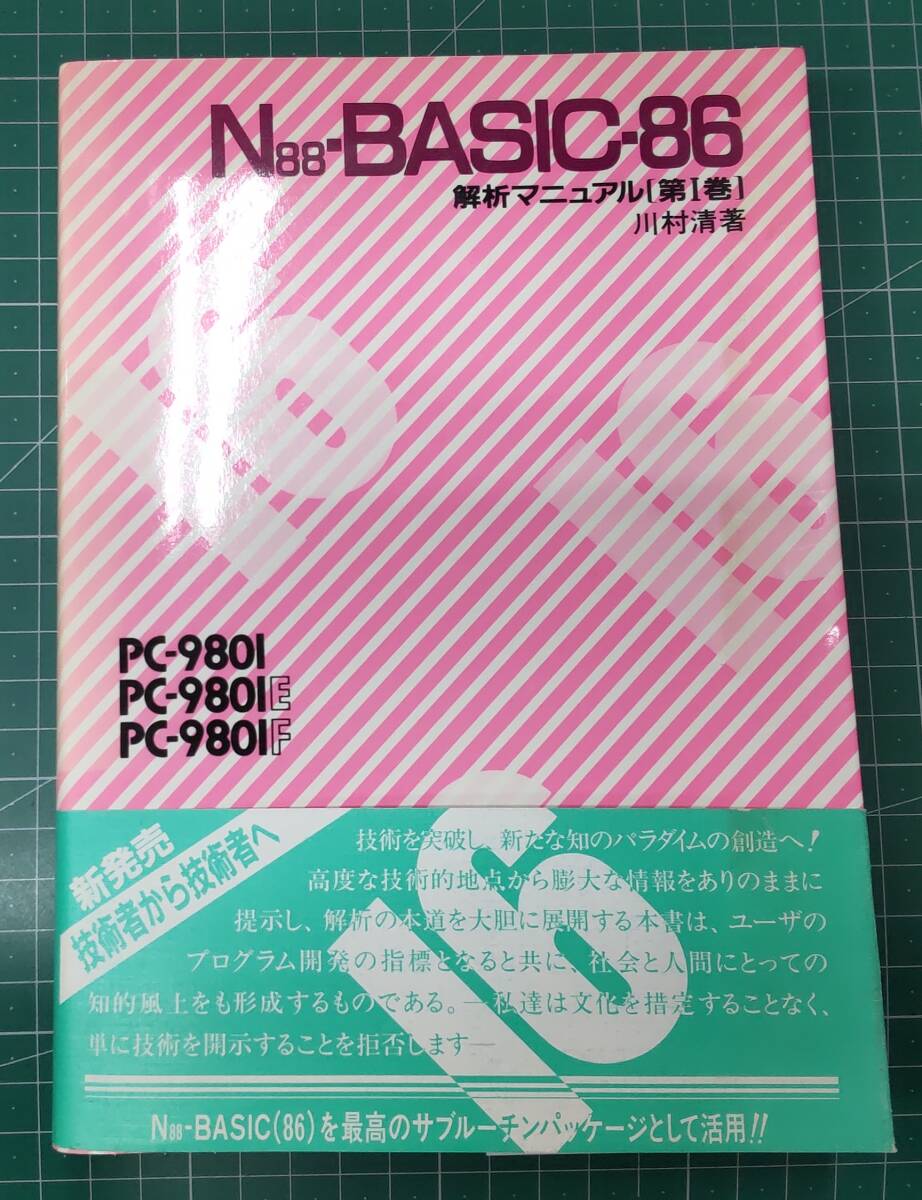 N88-BASIC-86
解析マニュアル[第I巻]
川村清著
16
16
PC-9801
PC-9801E
PC-9801F
新発売
技術者から技術者へ
16
技術を突破し、新たな知のパラダイムの創造へ!
高度な技術的地点から膨大な情報をありのままに
提示し、解析の本道を大胆に展開する本書は、ユーザの
プログラム開発の指標となると共に、社会と人間にとっての
知的風土をも形成するものである。—私達は文化を措定することなく、
単に技術を開示することを拒否します—
N88-BASIC(86)を最高のサブルーチンパッケージとして活用!!